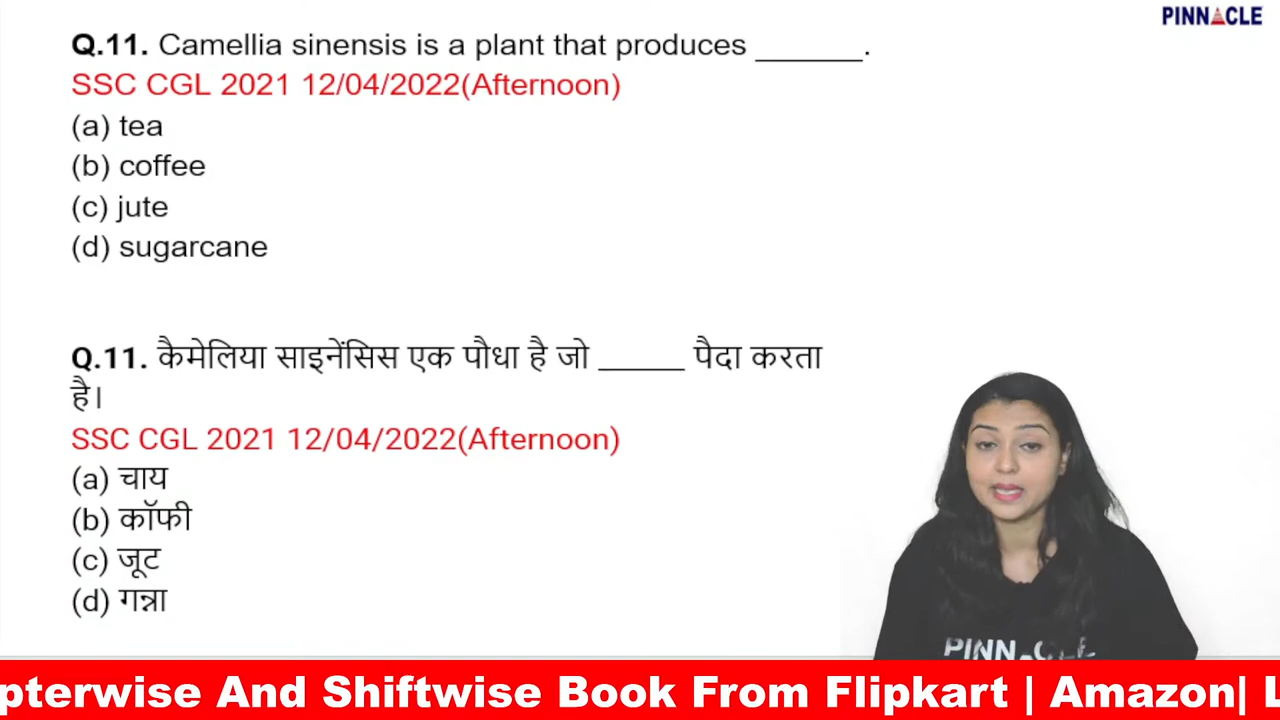 PINNACLE
Q.11. Camellia sinensis is a plant that produces ______.
SSC CGL 2021 12/04/2022(Afternoon)
(a) tea
(b) coffee
(c) jute
(d) sugarcane
Q.11. कैमेलिया साइनेंसिस एक पौधा है जो _____ पैदा करता
है।
SSC CGL 2021 12/04/2022(Afternoon)
(a) चाय
(b) कॉफी
(c) जूट
(d) गन्ना
PINNACLE
pterwise And Shiftwise Book From Flipkart | Amazon| L